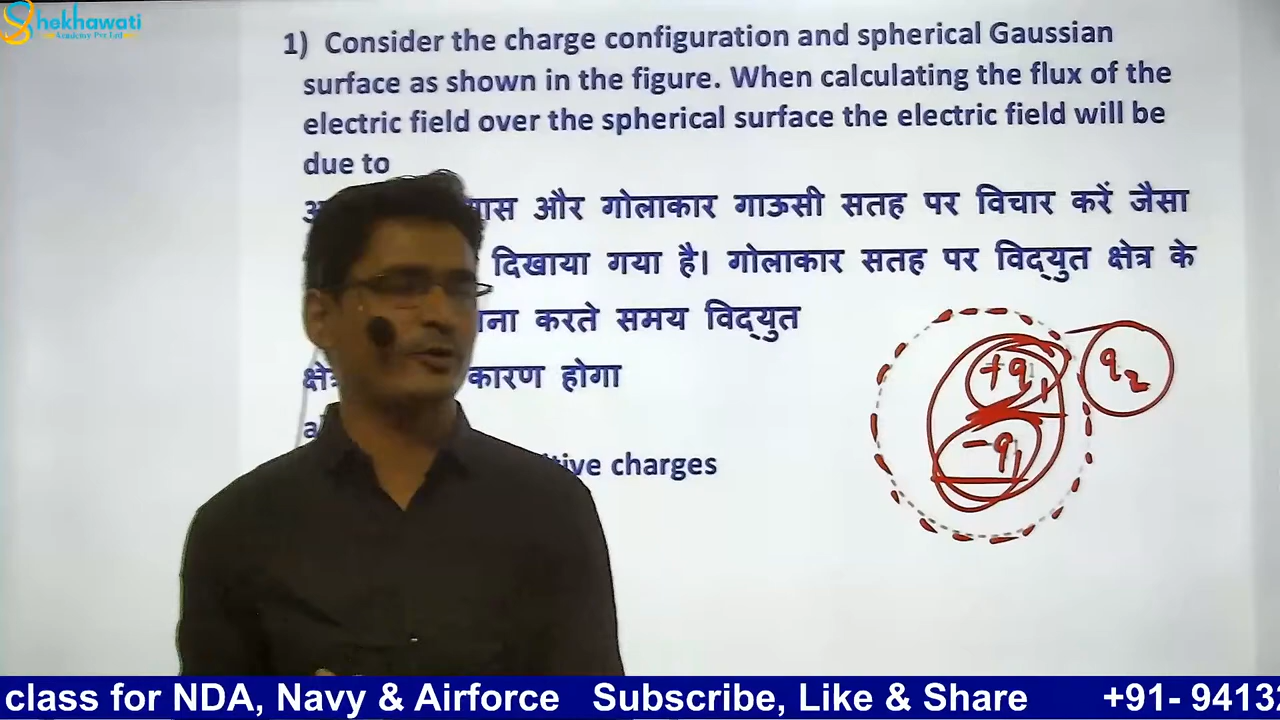 Shekhawati
Academy Pvt Ltd
1) Consider the charge configuration and spherical Gaussian
surface as shown in the figure. When calculating the flux of the
electric field over the spherical surface the electric field will be
due to
और गोलाकार गाऊसी सतह पर विचार करें जैसा
दिखाया गया है। गोलाकार सतह पर विद्युत क्षेत्र के
करते समय विद्युत
कारण होगा
charges
+q1
-q1
q2
class for NDA, Navy & Airforce Subscribe, Like & Share +91- 94132